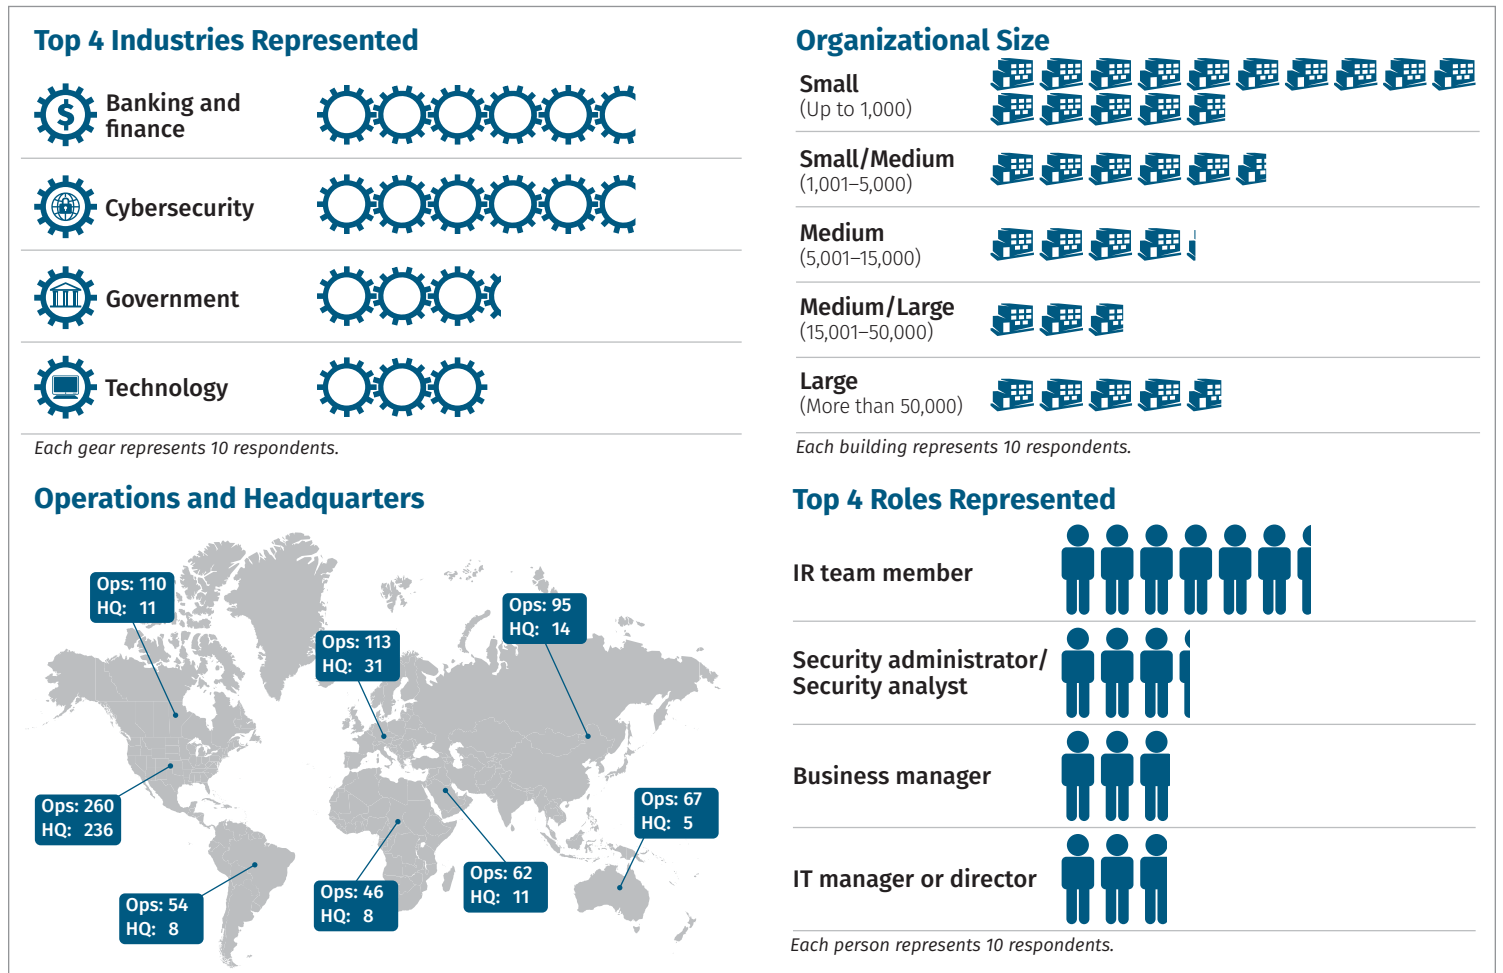 Top 4 Industries Represented
Banking and
finance
Cybersecurity
Government
Technology
Each gear represents 10 respondents.
Organizational Size
Small
(Up to 1,000)
Small/Medium
(1,001–5,000)
Medium
(5,001–15,000)
Medium/Large
(15,001–50,000)
Large
(More than 50,000)
Each building represents 10 respondents.
Operations and Headquarters
Ops: 110
HQ: 11
Ops: 95
HQ: 14
Ops: 113
HQ: 31
Ops: 260
HQ: 236
Ops: 67
HQ: 5
Ops: 62
HQ: 11
Ops: 46
HQ: 8
Ops: 54
HQ: 8
Top 4 Roles Represented
IR team member
Security administrator/
Security analyst
Business manager
IT manager or director
Each person represents 10 respondents.